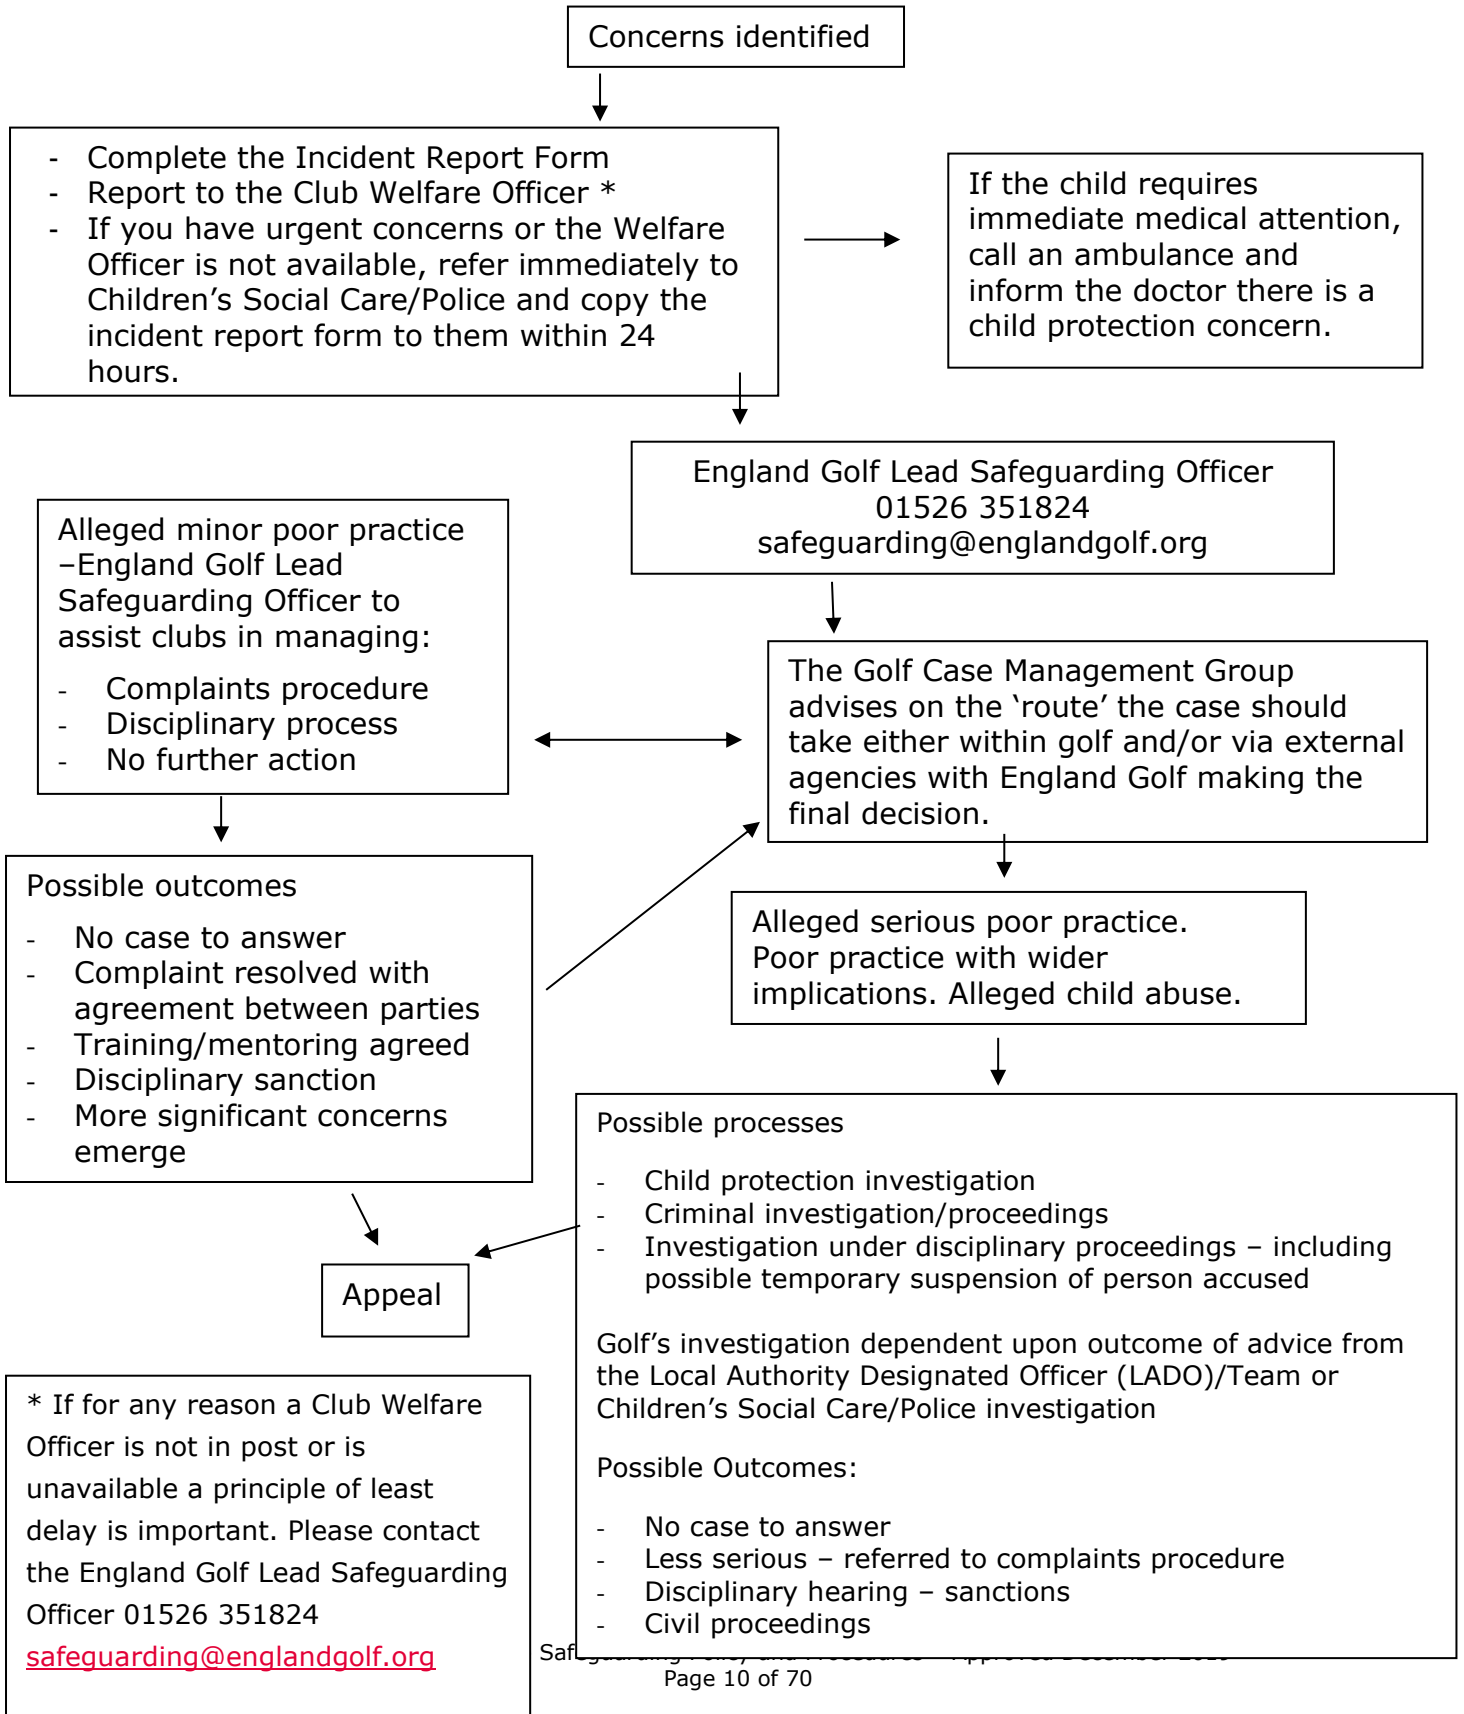 Concerns identified
- Complete the Incident Report Form
- Report to the Club Welfare Officer *
- If you have urgent concerns or the Welfare
Officer is not available, refer immediately to
Children’s Social Care/Police and copy the
incident report form to them within 24
hours.
If the child requires
immediate medical attention,
call an ambulance and
inform the doctor there is a
child protection concern.
England Golf Lead Safeguarding Officer
01526 351824
safeguarding@englandgolf.org
Alleged minor poor practice
–England Golf Lead
Safeguarding Officer to
assist clubs in managing:
- Complaints procedure
- Disciplinary process
- No further action
The Golf Case Management Group
advises on the ‘route’ the case should
take either within golf and/or via external
agencies with England Golf making the
final decision.
Possible outcomes
- No case to answer
- Complaint resolved with
agreement between parties
- Training/mentoring agreed
- Disciplinary sanction
- More significant concerns
emerge
Alleged serious poor practice.
Poor practice with wider
implications. Alleged child abuse.
Possible processes
- Child protection investigation
- Criminal investigation/proceedings
- Investigation under disciplinary proceedings – including
possible temporary suspension of person accused
Golf’s investigation dependent upon outcome of advice from
the Local Authority Designated Officer (LADO)/Team or
Children’s Social Care/Police investigation
Possible Outcomes:
- No case to answer
- Less serious – referred to complaints procedure
- Disciplinary hearing – sanctions
- Civil proceedings
Appeal
* If for any reason a Club Welfare
Officer is not in post or is
unavailable a principle of least
delay is important. Please contact
the England Golf Lead Safeguarding
Officer 01526 351824
safeguarding@englandgolf.org
Safeguarding Policy and Procedures
Page 10 of 70